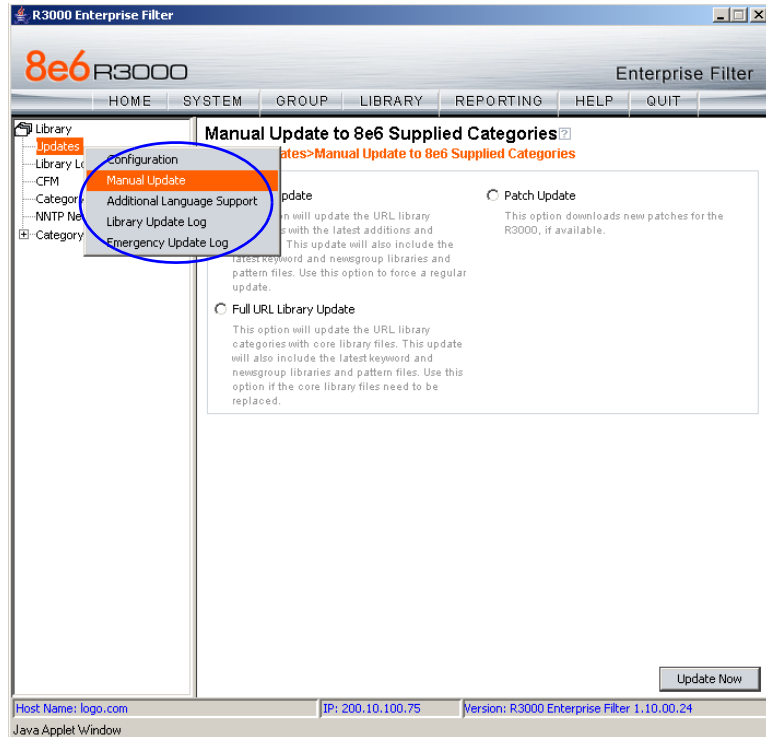 R3000 Enterprise Filter
8e6 R3000
Enterprise Filter
HOME SYSTEM GROUP LIBRARY REPORTING HELP QUIT
Library
Updates
Library Lo
CFM
Categor
NNTP Ne
Category
Configuration
Manual Update
Additional Language Support
Library Update Log
Emergency Update Log
Manual Update to 8e6 Supplied Categories ?
ates>Manual Update to 8e6 Supplied Categories
pdate
n will update the URL library
s with the latest additions and
This update will also include the
latest keyword and newsgroup libraries and
pattern files. Use this option to force a regular
update.
Patch Update
This option downloads new patches for the
R3000, if available.
Full URL Library Update
This option will update the URL library
categories with core library files. This update
will also include the latest keyword and
newsgroup libraries and pattern files. Use this
option if the core library files need to be
replaced.
Update Now
Host Name: logo.com
IP: 200.10.100.75
Version: R3000 Enterprise Filter 1.10.00.24
Java Applet Window